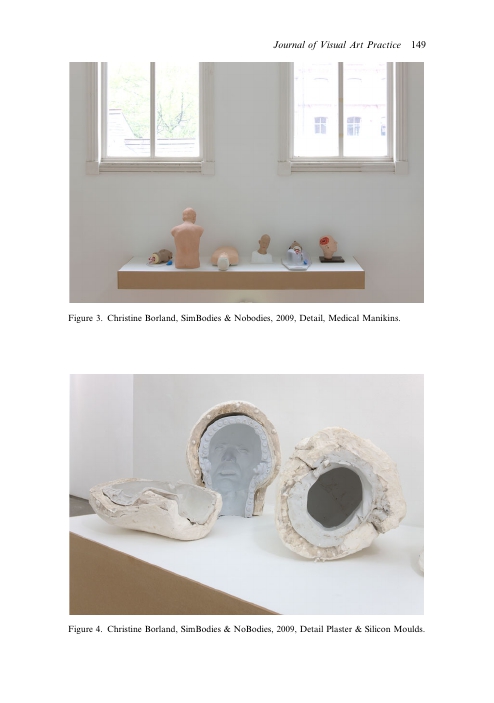 Journal of Visual Art Practice 149
Figure 3. Christine Borland, SimBodies & Nobodies, 2009, Detail, Medical Manikins.
Figure 4. Christine Borland, SimBodies & NoBodies, 2009, Detail Plaster & Silicon Moulds.